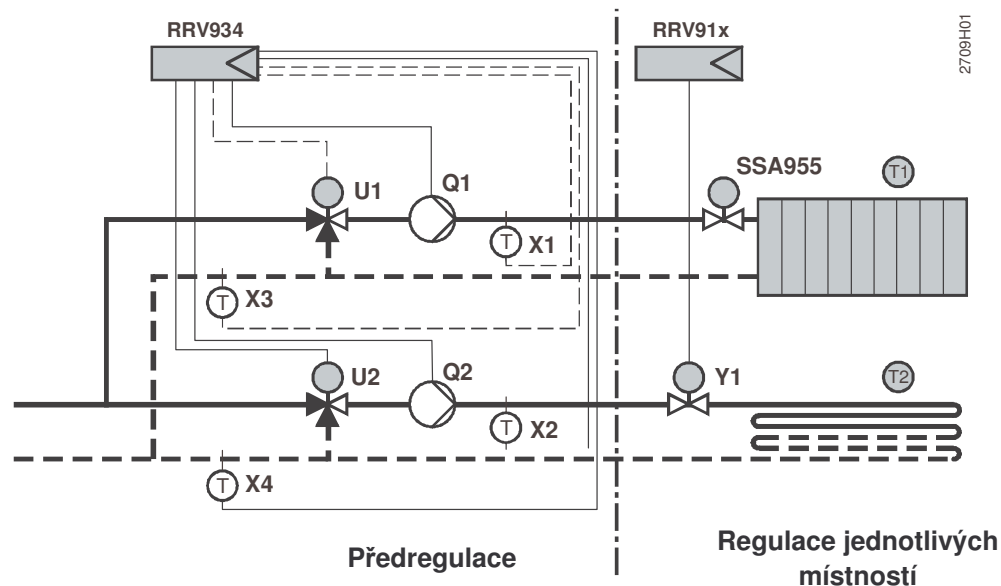 RRV934
RRV91x
2709H01
SSA955
T1
U1
Q1
T
X1
T
X3
U2
Q2
Y1
T2
T
X2
T
X4
Předregulace
Regulace jednotlivých
místností